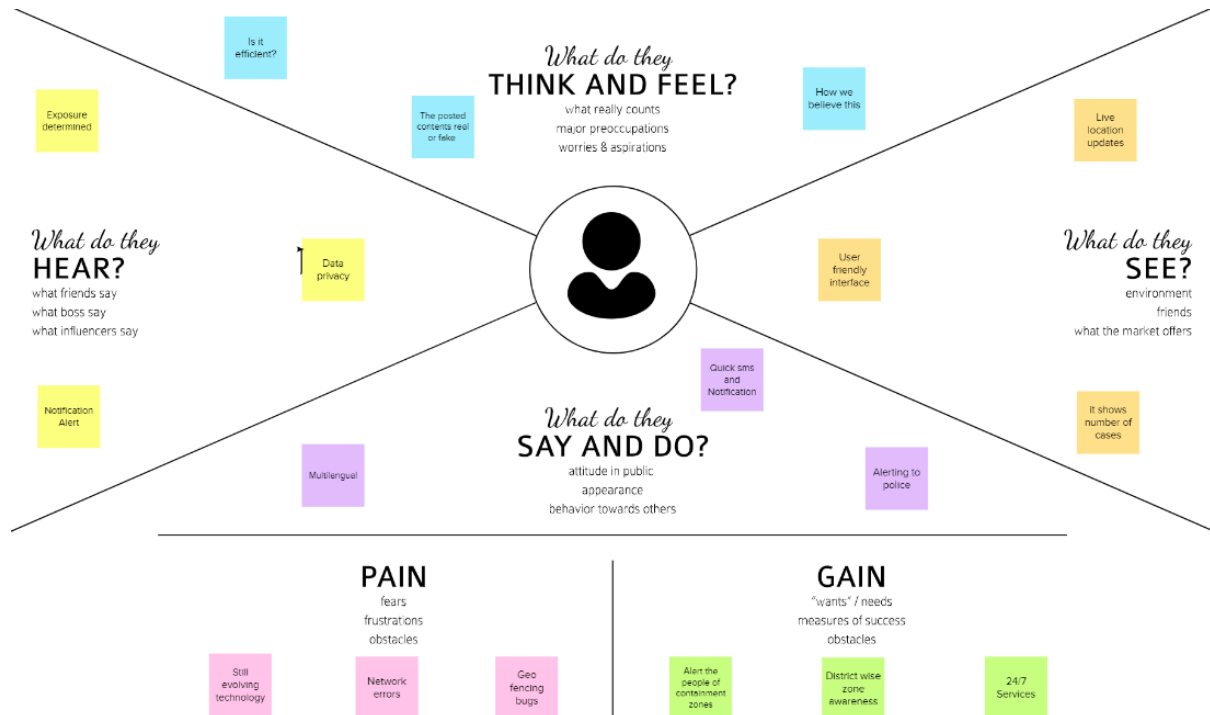 Is it
efficient?
What do they
THINK AND FEEL?
what really counts
major preoccupations
worries & aspirations
The posted
contents real
or fake
How we
believe this
Exposure
determined
What do they
HEAR?
what friends say
what boss say
what influencers say
Data
privacy
Notification
Alert
Live
location
updates
User
friendly
interface
What do they
SEE?
environment
friends
what the market offers
it shows
number of
cases
What do they
SAY AND DO?
attitude in public
appearance
behavior towards others
Quick sms
and
Notification
Multilengual
Alerting to
police
PAIN
fears
frustrations
obstacles
Still
evolving
technology
Network
errors
Geo
fencing
bugs
GAIN
"wants" / needs
measures of success
obstacles
Alert the
people of
containment
zones
District wise
zone
awareness
24/7
Services